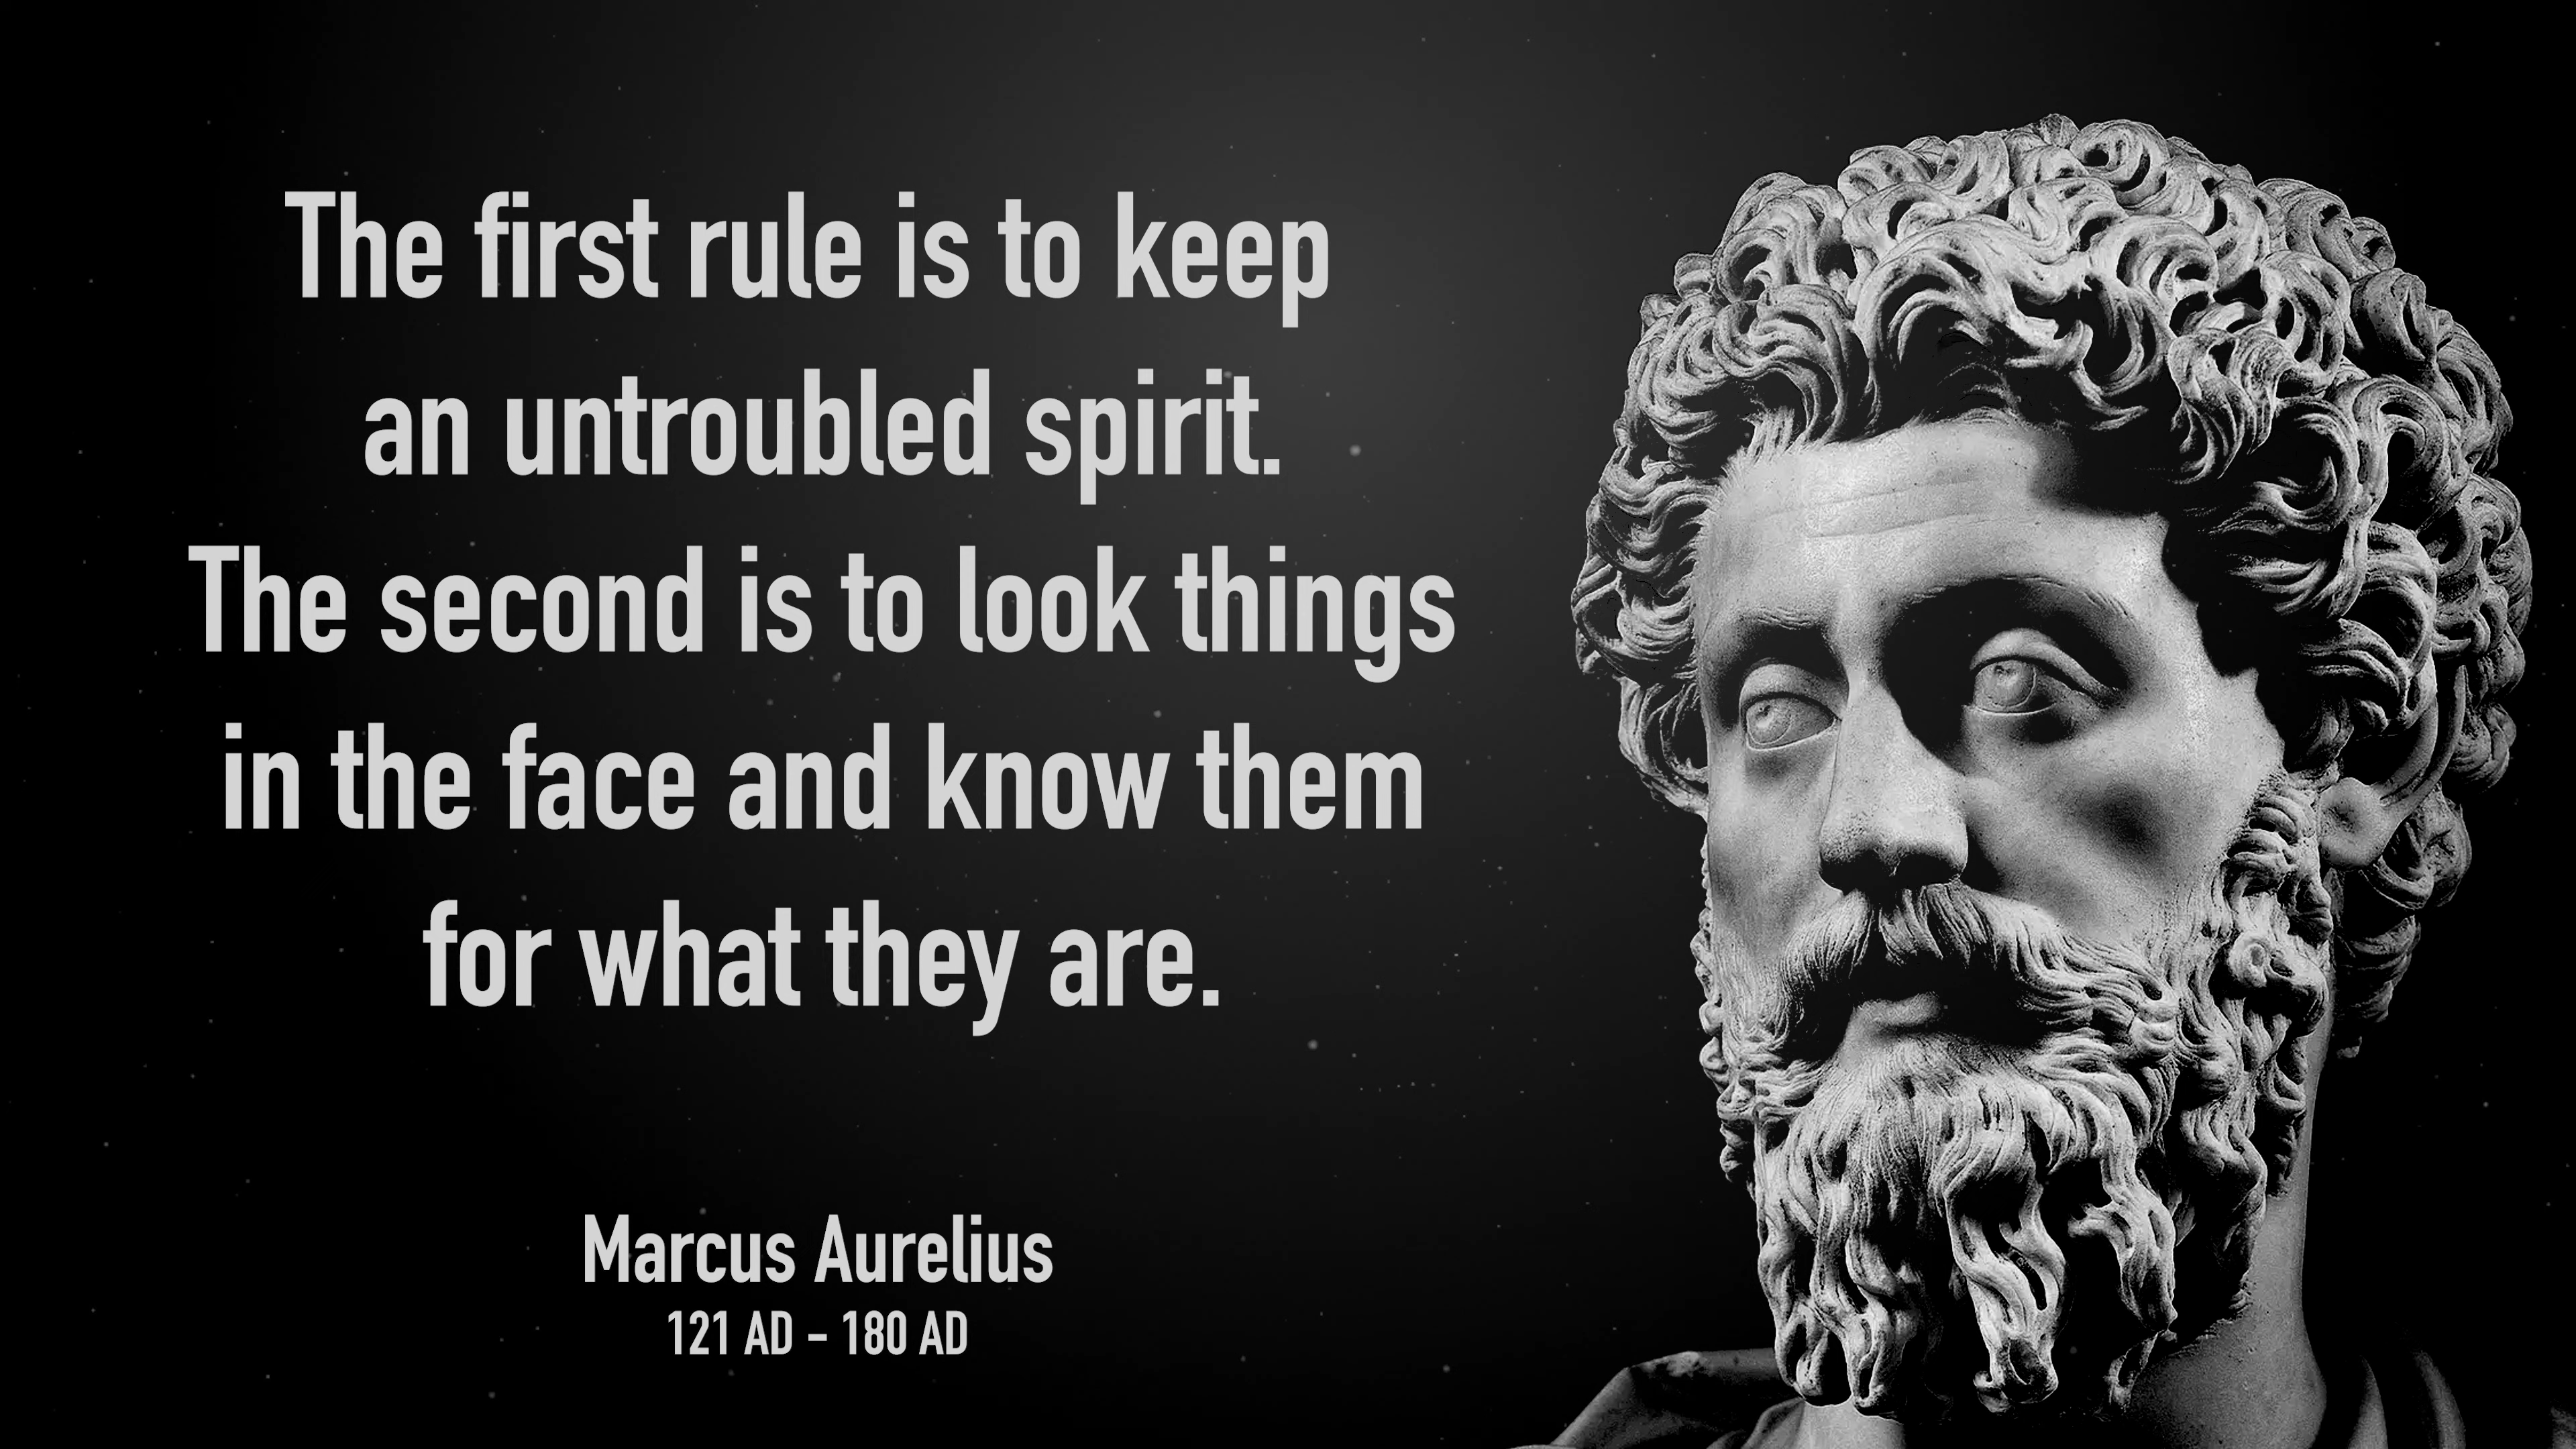 The first rule is to keep
an untroubled spirit.
The second is to look things
in the face and know them
for what they are.
Marcus Aurelius
121 AD – 180 AD